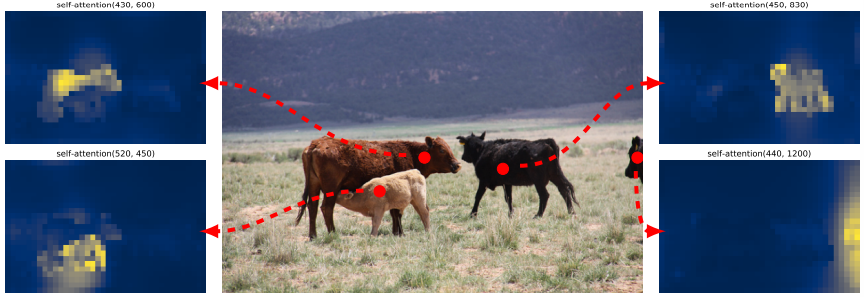 self-attention(430, 600)
self-attention(450, 830)
self-attention(520, 450)
self-attention(440, 1200)